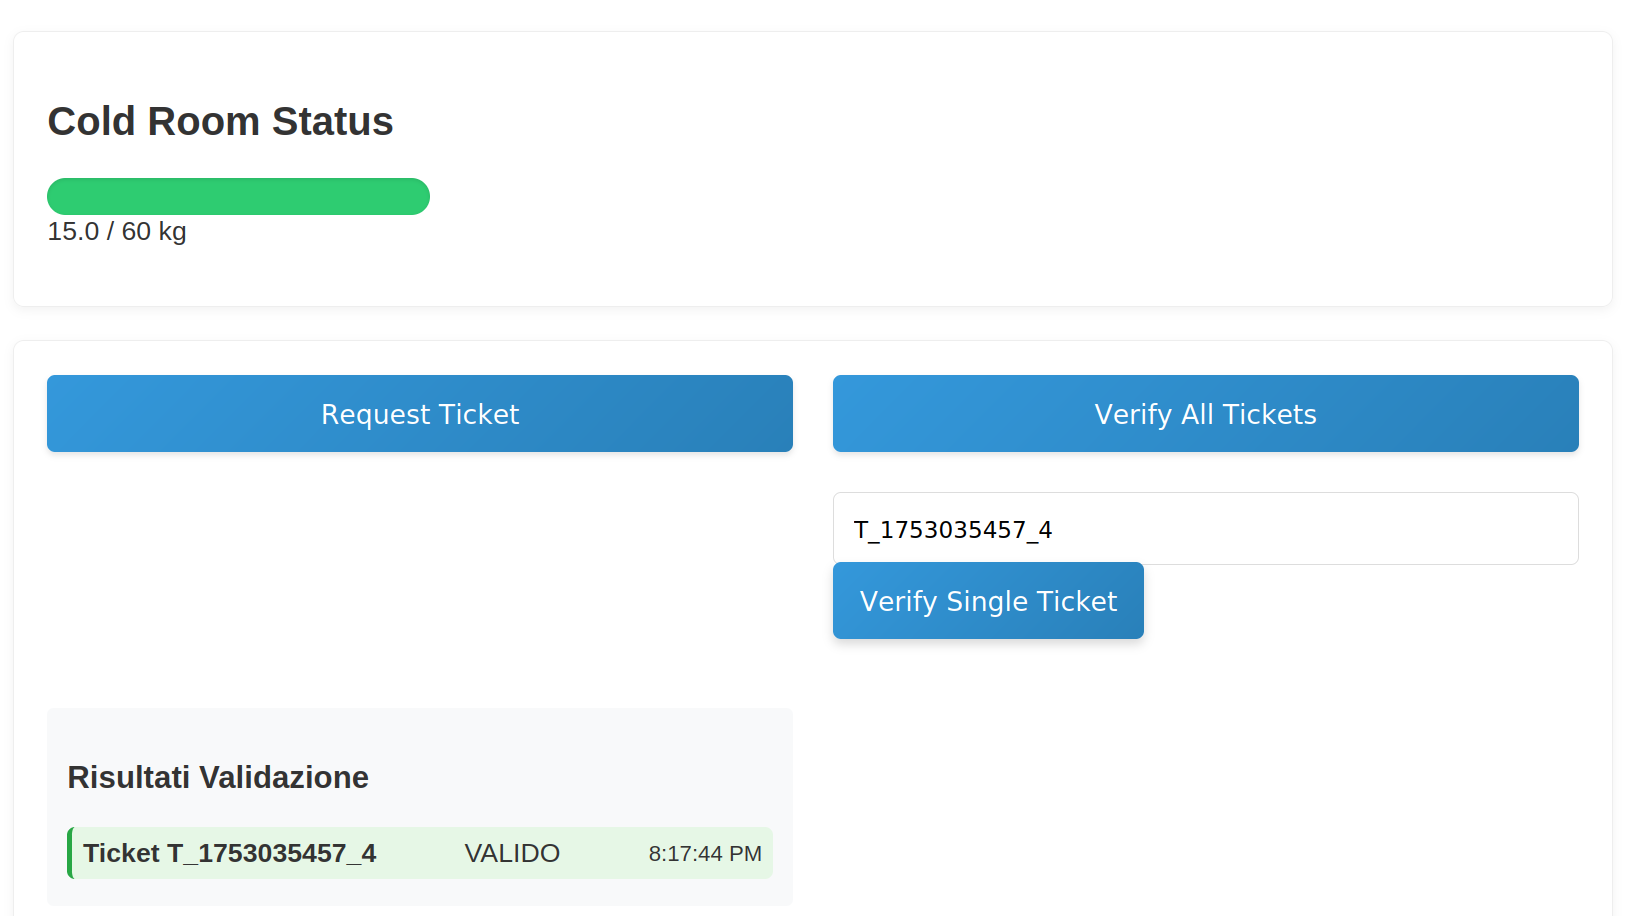 Cold Room Status
15.0 / 60 kg
Request Ticket
Verify All Tickets
T_1753035457_4
Verify Single Ticket
Risultati Validazione
Ticket T_1753035457_4 VALIDO 8:17:44 PM